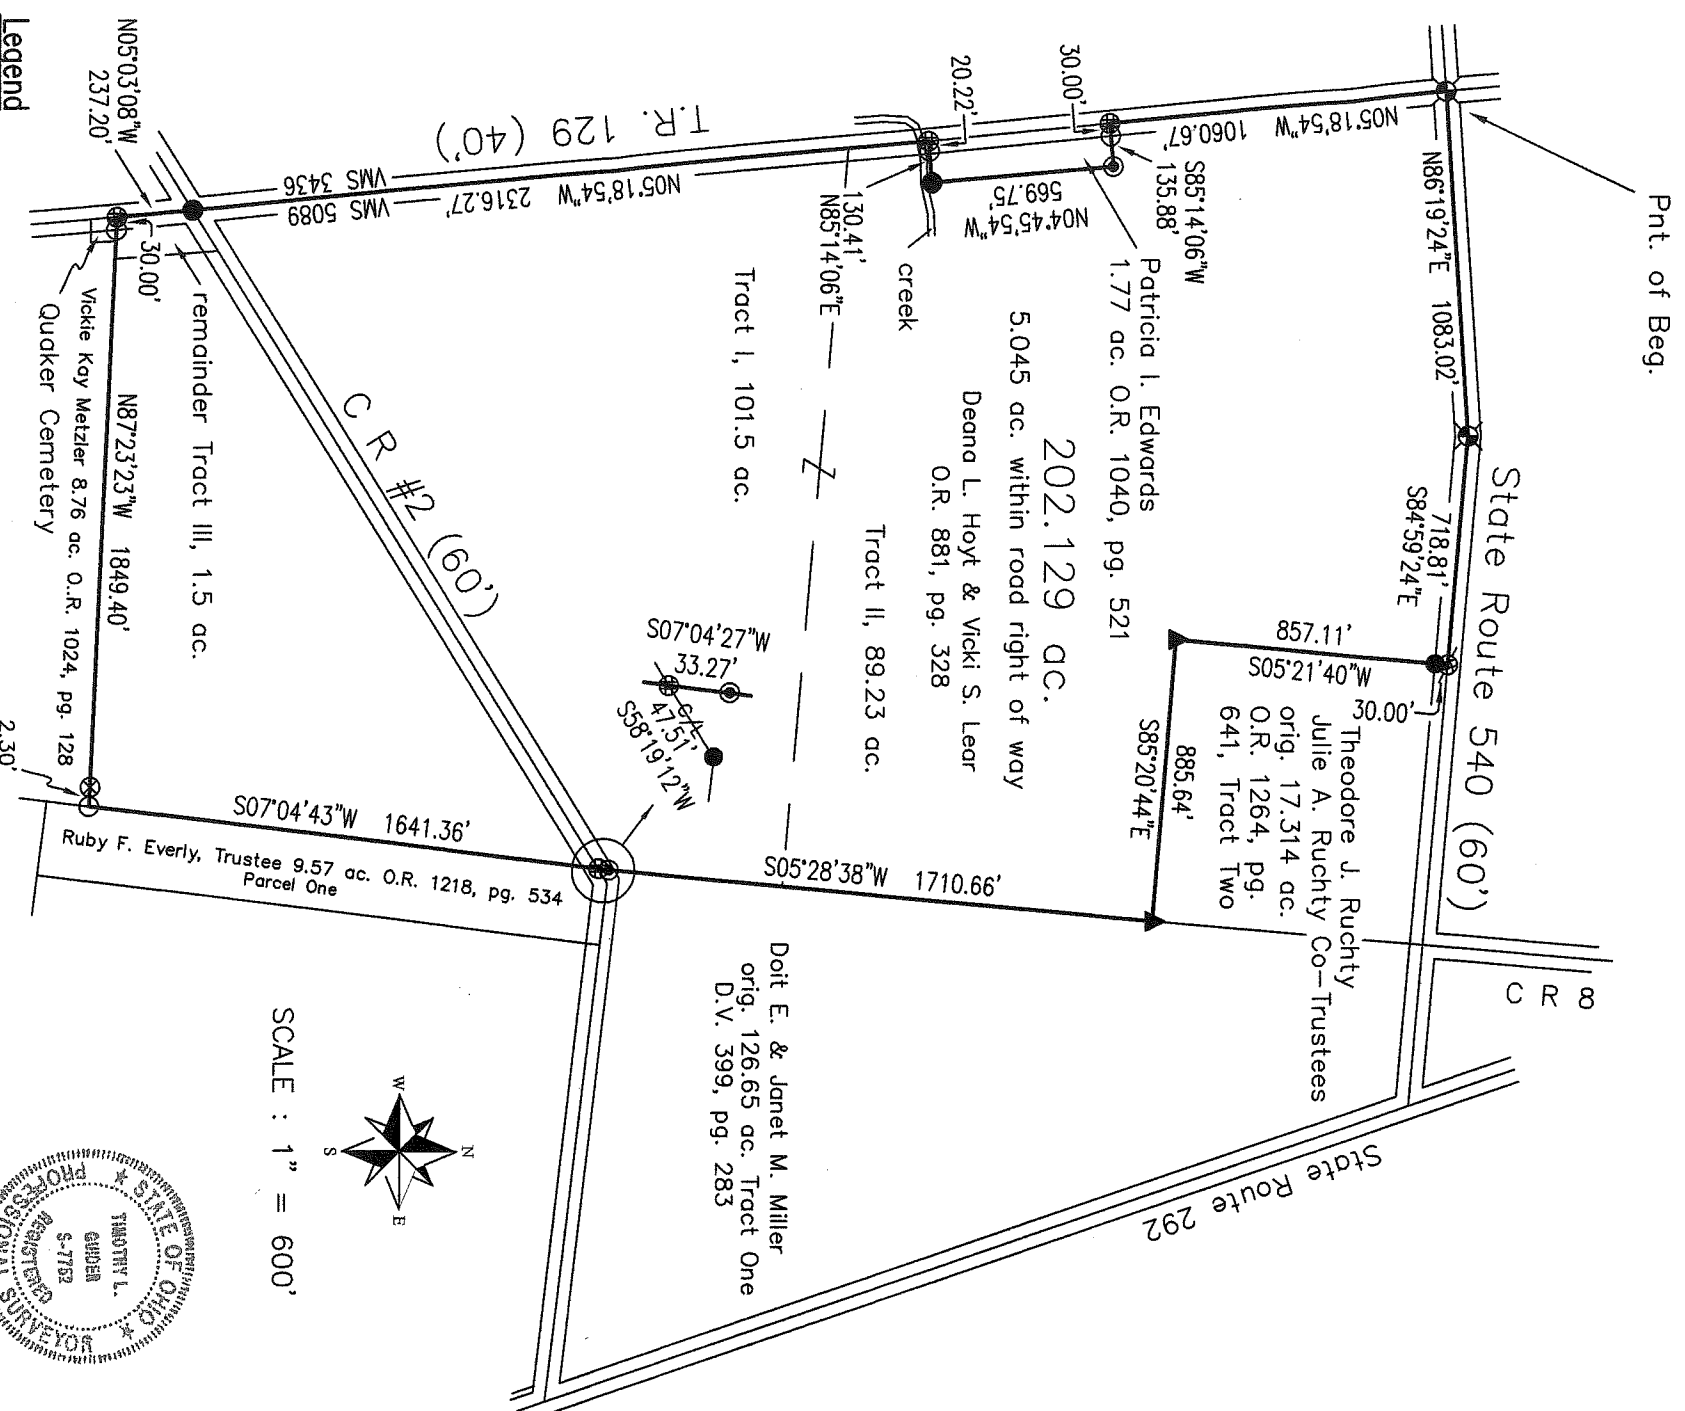 Pnt. of Beg.
State Route 540 (60')
N86°19'24"E 1083.02'
718.81'
S84°59'24"E
N05°18'54"W 1060.67'
857.11'
S05°21'40"W
30.00'
Theodore J. Ruchty
Julie A. Ruchty Co-Trustees
orig. 17.314 ac.
O.R. 1264, pg.
641, Tract Two
885.64'
S85°20'44"E
C R 8
State Route 292
S85°14'06"W
135.88'
30.00'
Patricia I. Edwards
1.77 ac. O.R. 1040, pg. 521
569.75'
N04°45'54"W
20.22'
130.41'
N85°14'06"E
creek
202.129 ac.
5.045 ac. within road right of way
Deana L. Hoyt & Vicki S. Lear
O.R. 881, pg. 328
Tract II, 89.23 ac.
Z
Tract I, 101.5 ac.
T.R. 129 (40')
N05°18'54"W 2316.27'
VMS 5089
VMS 3436
S05°28'38"W 1710.66'
S07°04'27"W
33.27'
C/L
47.51'
S58°19'12"W
C R #2 (60')
Doit E. & Janet M. Miller
orig. 126.65 ac. Tract One
D.V. 399, pg. 283
remainder Tract III, 1.5 ac.
30.00'
N05°03'08"W
237.20'
N87°23'23"W 1849.40'
Vickie Kay Metzler 8.76 ac. O..R. 1024, pg. 128
Quaker Cemetery
2.30'
S07°04'43"W 1641.36'
Ruby F. Everly, Trustee 9.57 ac. O.R. 1218, pg. 534
Parcel One
N
W
E
S
SCALE : 1" = 600'
STATE OF OHIO
TIMOTHY L.
GUIDER
S-7752
REGISTERED
PROFESSIONAL SURVEYOR
Legend